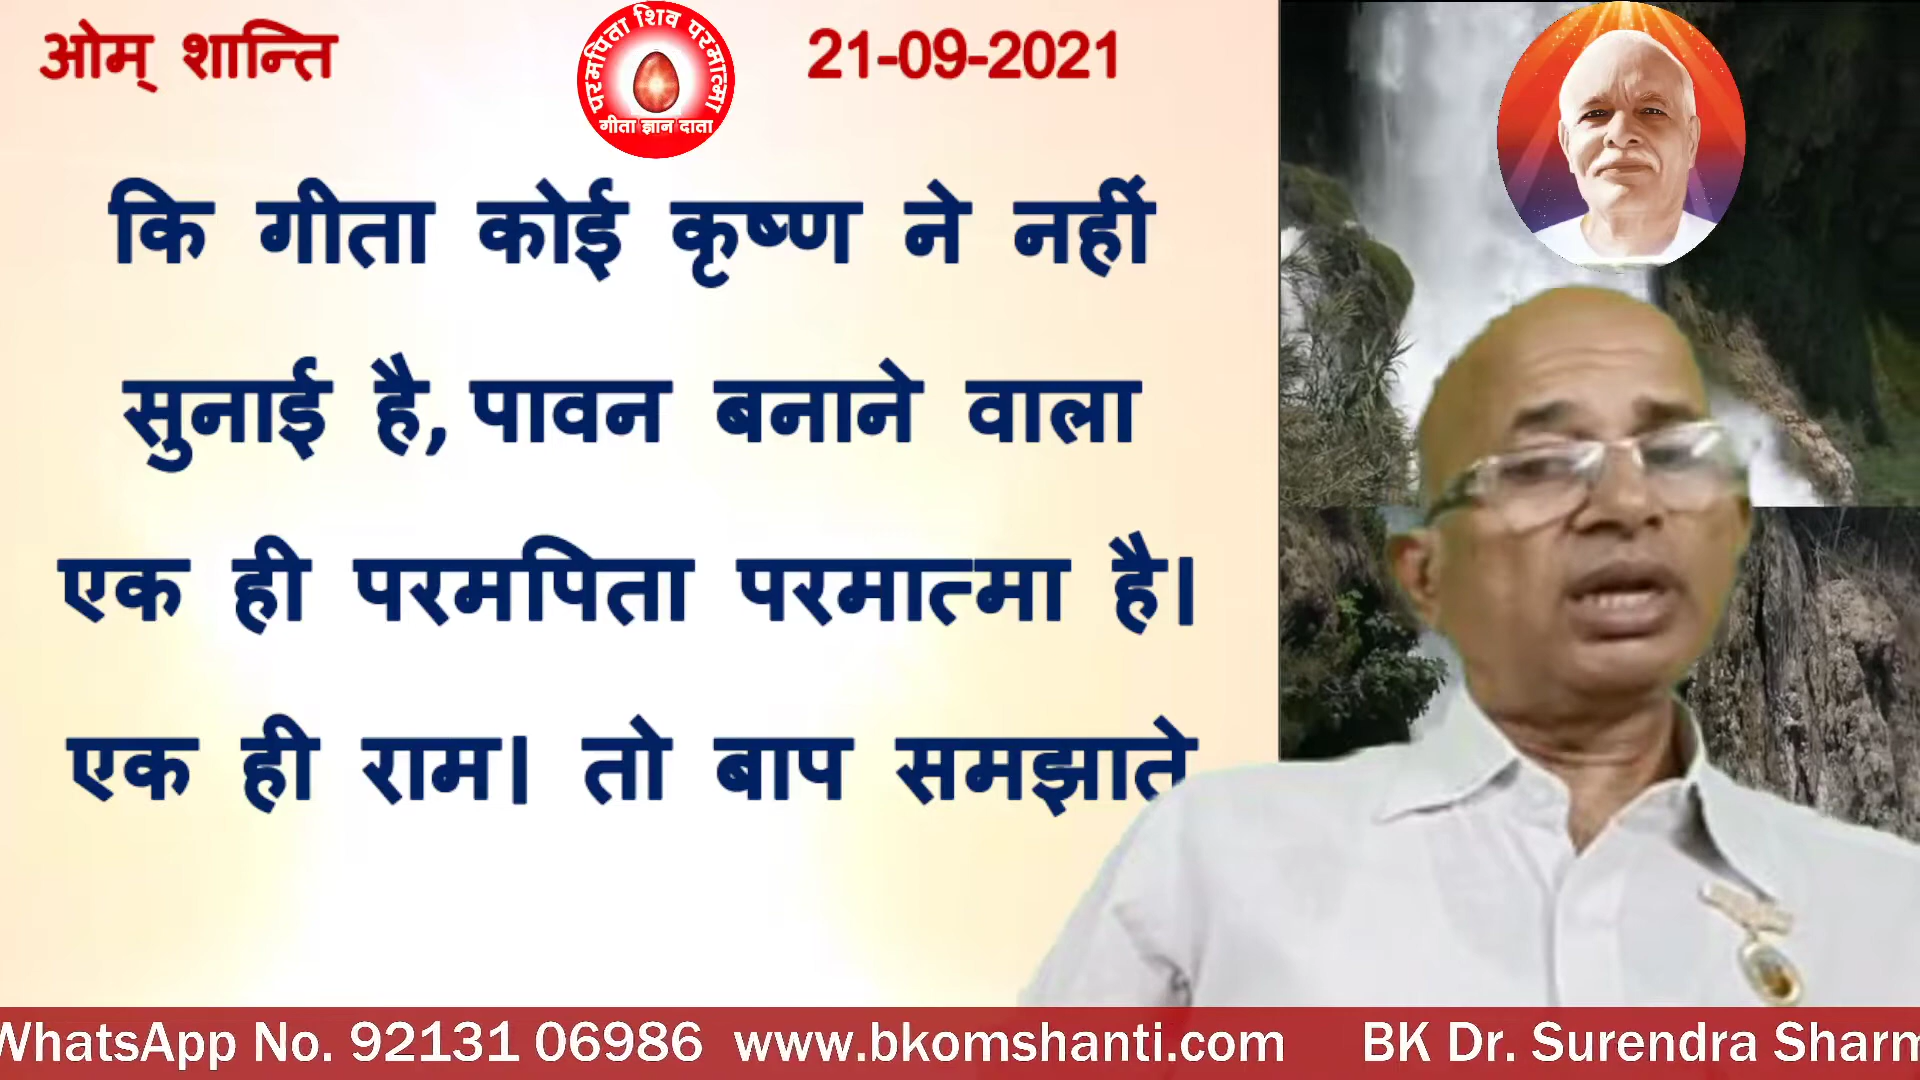 ओम् शान्ति
परमपिता शिव परमात्मा
गीता ज्ञान दाता
21-09-2021
कि गीता कोई कृष्ण ने नहीं
सुनाई है, पावन बनाने वाला
एक ही परमपिता परमात्मा है।
एक ही राम। तो बाप समझाते
WhatsApp No. 92131 06986 www.bkomshanti.com BK Dr. Surendra Sharm